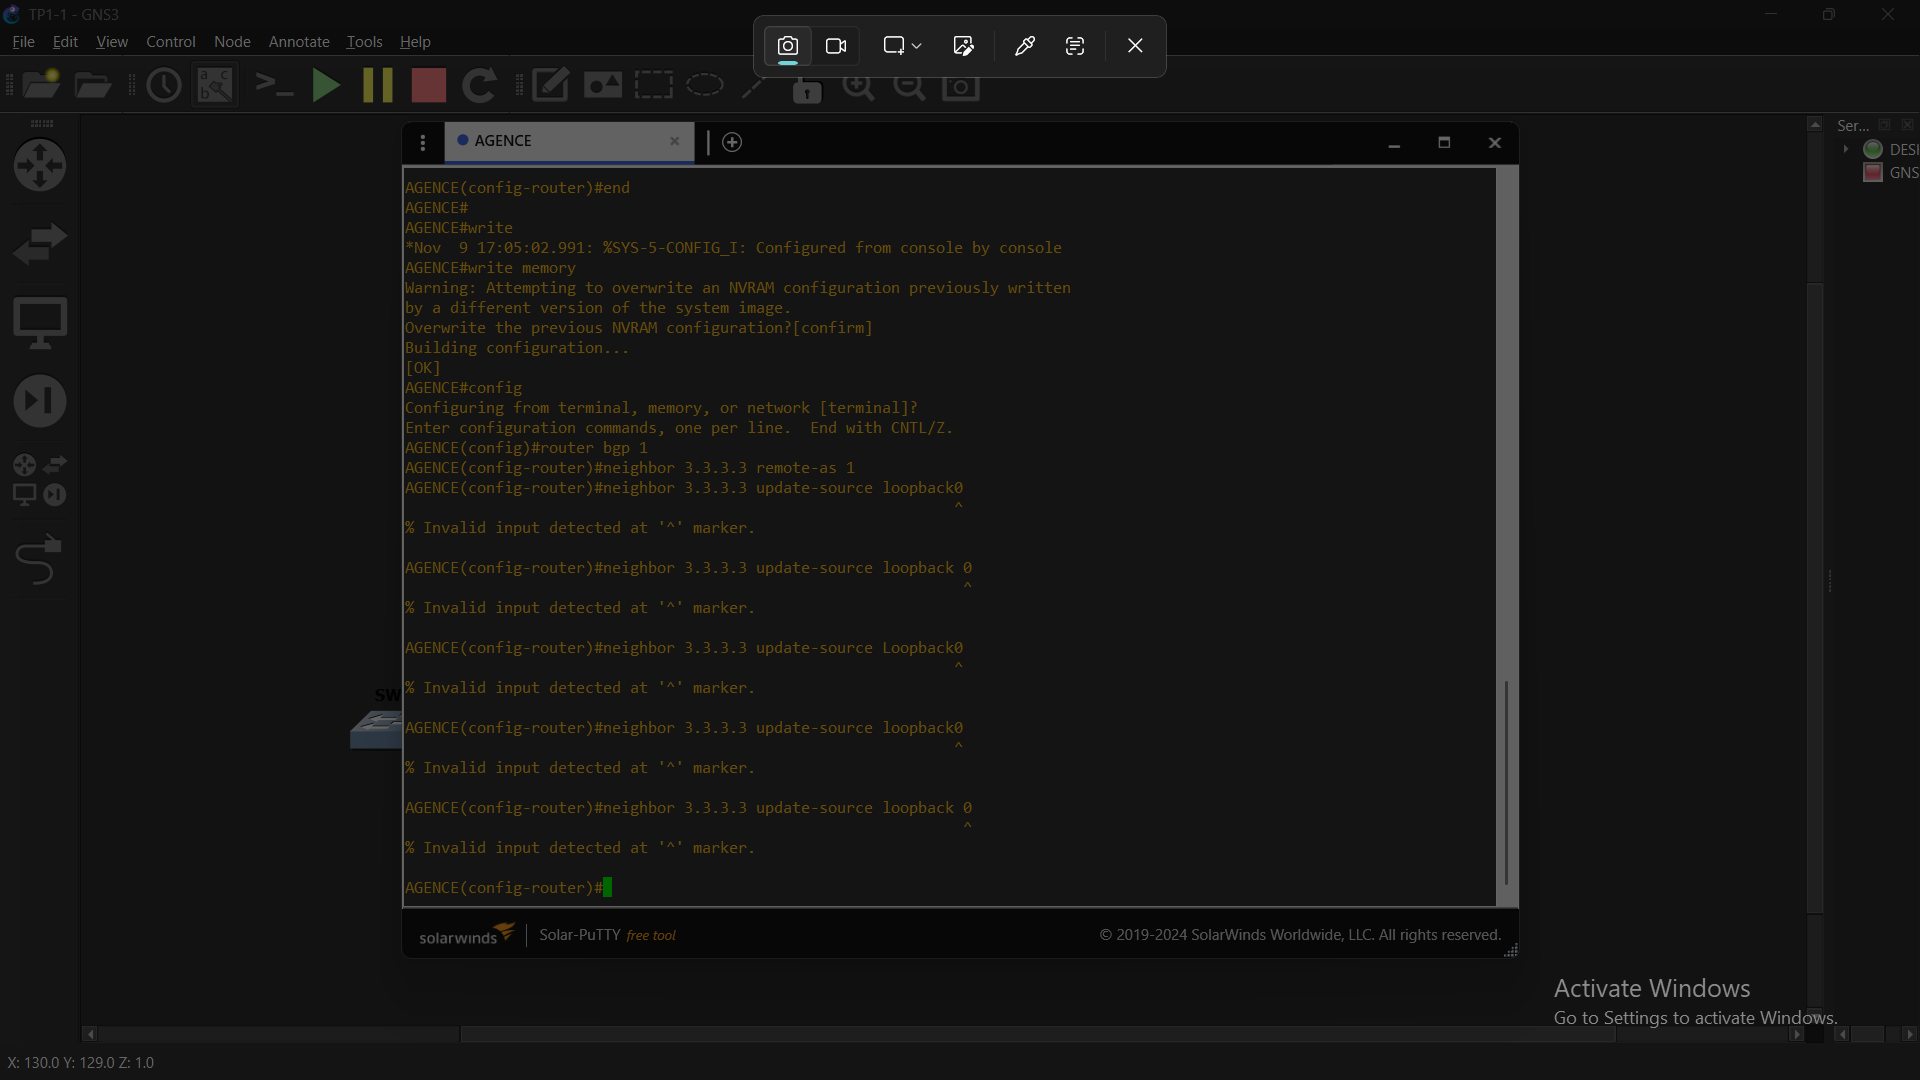 TP1-1 - GNS3
File Edit View Control Node Annotate Tools Help
a c
b
AGENCE
Ser...
DESI
GNS
AGENCE(config-router)#end
AGENCE#
AGENCE#write
*Nov  9 17:05:02.991: %SYS-5-CONFIG_I: Configured from console by console
AGENCE#write memory
Warning: Attempting to overwrite an NVRAM configuration previously written
by a different version of the system image.
Overwrite the previous NVRAM configuration?[confirm]
Building configuration...
[OK]
AGENCE#config
Configuring from terminal, memory, or network [terminal]?
Enter configuration commands, one per line.  End with CNTL/Z.
AGENCE(config)#router bgp 1
AGENCE(config-router)#neighbor 3.3.3.3 remote-as 1
AGENCE(config-router)#neighbor 3.3.3.3 update-source loopback0
^
% Invalid input detected at '^' marker.
AGENCE(config-router)#neighbor 3.3.3.3 update-source loopback 0
^
% Invalid input detected at '^' marker.
AGENCE(config-router)#neighbor 3.3.3.3 update-source Loopback0
^
% Invalid input detected at '^' marker.
AGENCE(config-router)#neighbor 3.3.3.3 update-source loopback0
^
% Invalid input detected at '^' marker.
AGENCE(config-router)#neighbor 3.3.3.3 update-source loopback 0
^
% Invalid input detected at '^' marker.
AGENCE(config-router)#
SW
solarwinds
Solar-PuTTY free tool
© 2019-2024 SolarWinds Worldwide, LLC. All rights reserved.
Activate Windows
Go to Settings to activate Windows.
X: 130.0 Y: 129.0 Z: 1.0